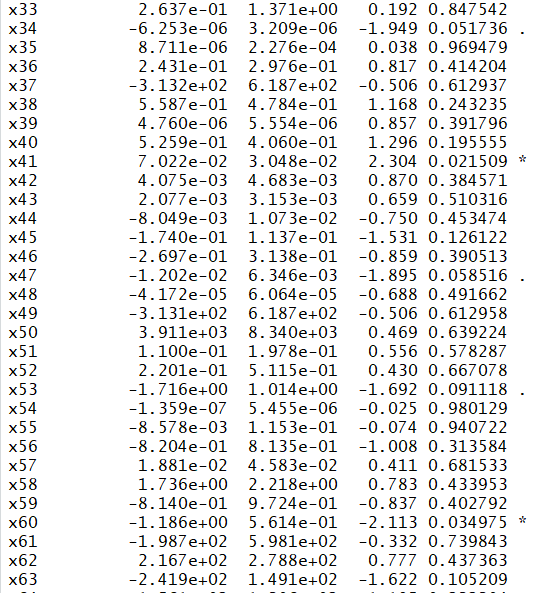 x33 2.637e-01 1.371e+00 0.192 0.847542
x34 -6.253e-06 3.209e-06 -1.949 0.051736 .
x35 8.711e-06 2.276e-04 0.038 0.969479
x36 2.431e-01 2.976e-01 0.817 0.414204
x37 -3.132e+02 6.187e+02 -0.506 0.612937
x38 5.587e-01 4.784e-01 1.168 0.243235
x39 4.760e-06 5.554e-06 0.857 0.391796
x40 5.259e-01 4.060e-01 1.296 0.195555
x41 7.022e-02 3.048e-02 2.304 0.021509 *
x42 4.075e-03 4.683e-03 0.870 0.384571
x43 2.077e-03 3.153e-03 0.659 0.510316
x44 -8.049e-03 1.073e-02 -0.750 0.453474
x45 -1.740e-01 1.137e-01 -1.531 0.126122
x46 -2.697e-01 3.138e-01 -0.859 0.390513
x47 -1.202e-02 6.346e-03 -1.895 0.058516 .
x48 -4.172e-05 6.064e-05 -0.688 0.491662
x49 -3.131e+02 6.187e+02 -0.506 0.612958
x50 3.911e+03 8.340e+03 0.469 0.639224
x51 1.100e-01 1.978e-01 0.556 0.578287
x52 2.201e-01 5.115e-01 0.430 0.667078
x53 -1.716e+00 1.014e+00 -1.692 0.091118 .
x54 -1.359e-07 5.455e-06 -0.025 0.980129
x55 -8.578e-03 1.153e-01 -0.074 0.940722
x56 -8.204e-01 8.135e-01 -1.008 0.313584
x57 1.881e-02 4.583e-02 0.411 0.681533
x58 1.736e+00 2.218e+00 0.783 0.433953
x59 -8.140e-01 9.724e-01 -0.837 0.402792
x60 -1.186e+00 5.614e-01 -2.113 0.034975 *
x61 -1.987e+02 5.981e+02 -0.332 0.739843
x62 2.167e+02 2.788e+02 0.777 0.437363
x63 -2.419e+02 1.491e+02 -1.622 0.105209